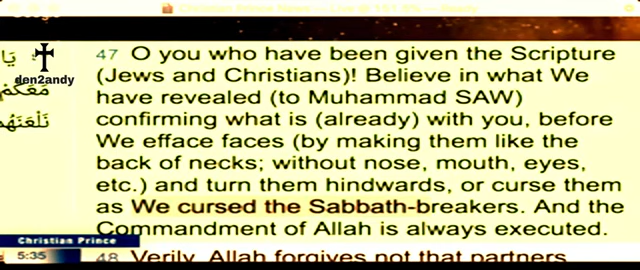 47 O you who have been given the Scripture
(Jews and Christians)! Believe in what We
have revealed (to Muhammad SAW)
confirming what is (already) with you, before
We efface faces (by making them like the
back of necks; without nose, mouth, eyes,
etc.) and turn them hindwards, or curse them
as We cursed the Sabbath-breakers. And the
Commandment of Allah is always executed.
48 Verily, Allah forgives not that partners
يَا
مَعَكُم
نَلْعَنَهُم
den2andy
Christian Prince
5:35